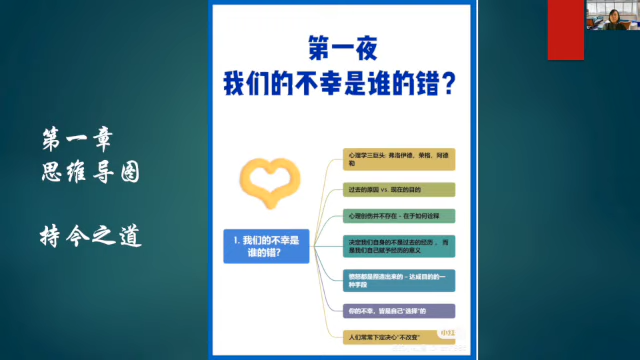 第一夜
我们的不幸是谁的错？
第一章
思维导图
持今之道
1. 我们的不幸是
谁的错?
心理学三巨头: 弗洛伊德、荣格、阿德
勒
过去的原因 vs. 现在的目的
心理创伤并不存在 - 在于如何诠释
决定我们自身的不是过去的经历， 而
是我们自己赋予经历的意义
愤怒都是捏造出来的 – 达成目的的一
种手段
你的不幸，皆是自己"选择"的
人们常常下定决心"不改变"